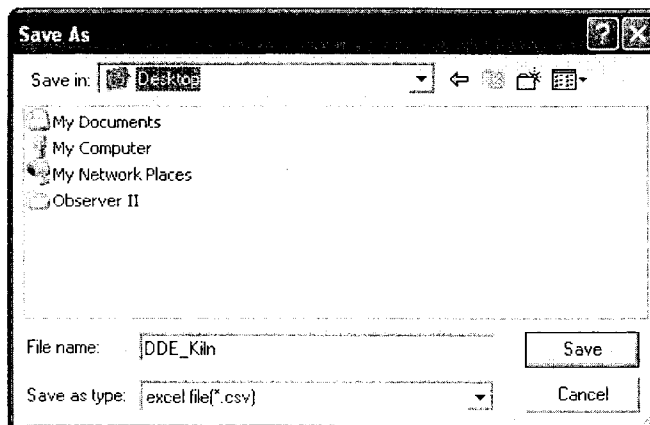 Save As
Save in: Desktop
My Documents
My Computer
My Network Places
Observer II
File name: DDE_Kiln Save
Save as type: excel file(*.csv) Cancel